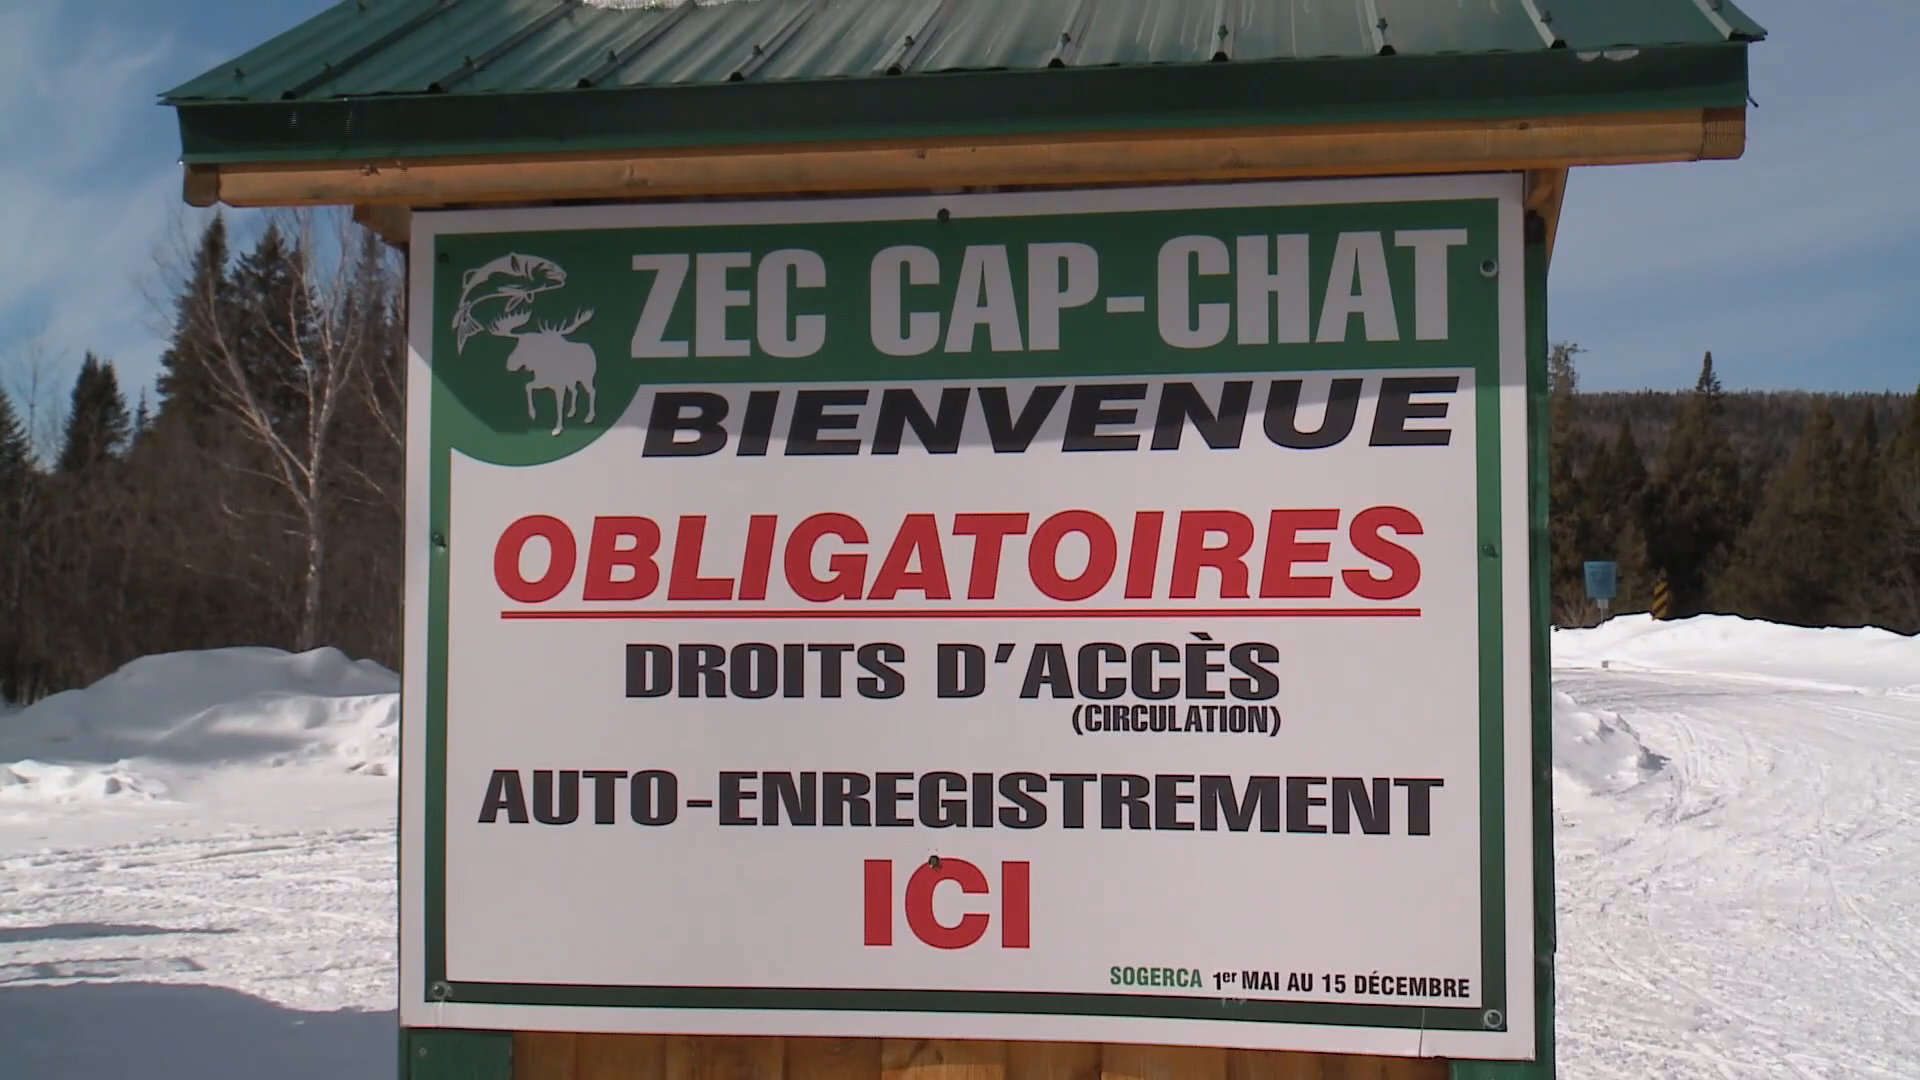 ZEC CAP-CHAT
BIENVENUE
OBLIGATOIRES
DROITS D'ACCÈS
(CIRCULATION)
AUTO-ENREGISTREMENT
ICI
SOGERCA 1er MAI AU 15 DÉCEMBRE